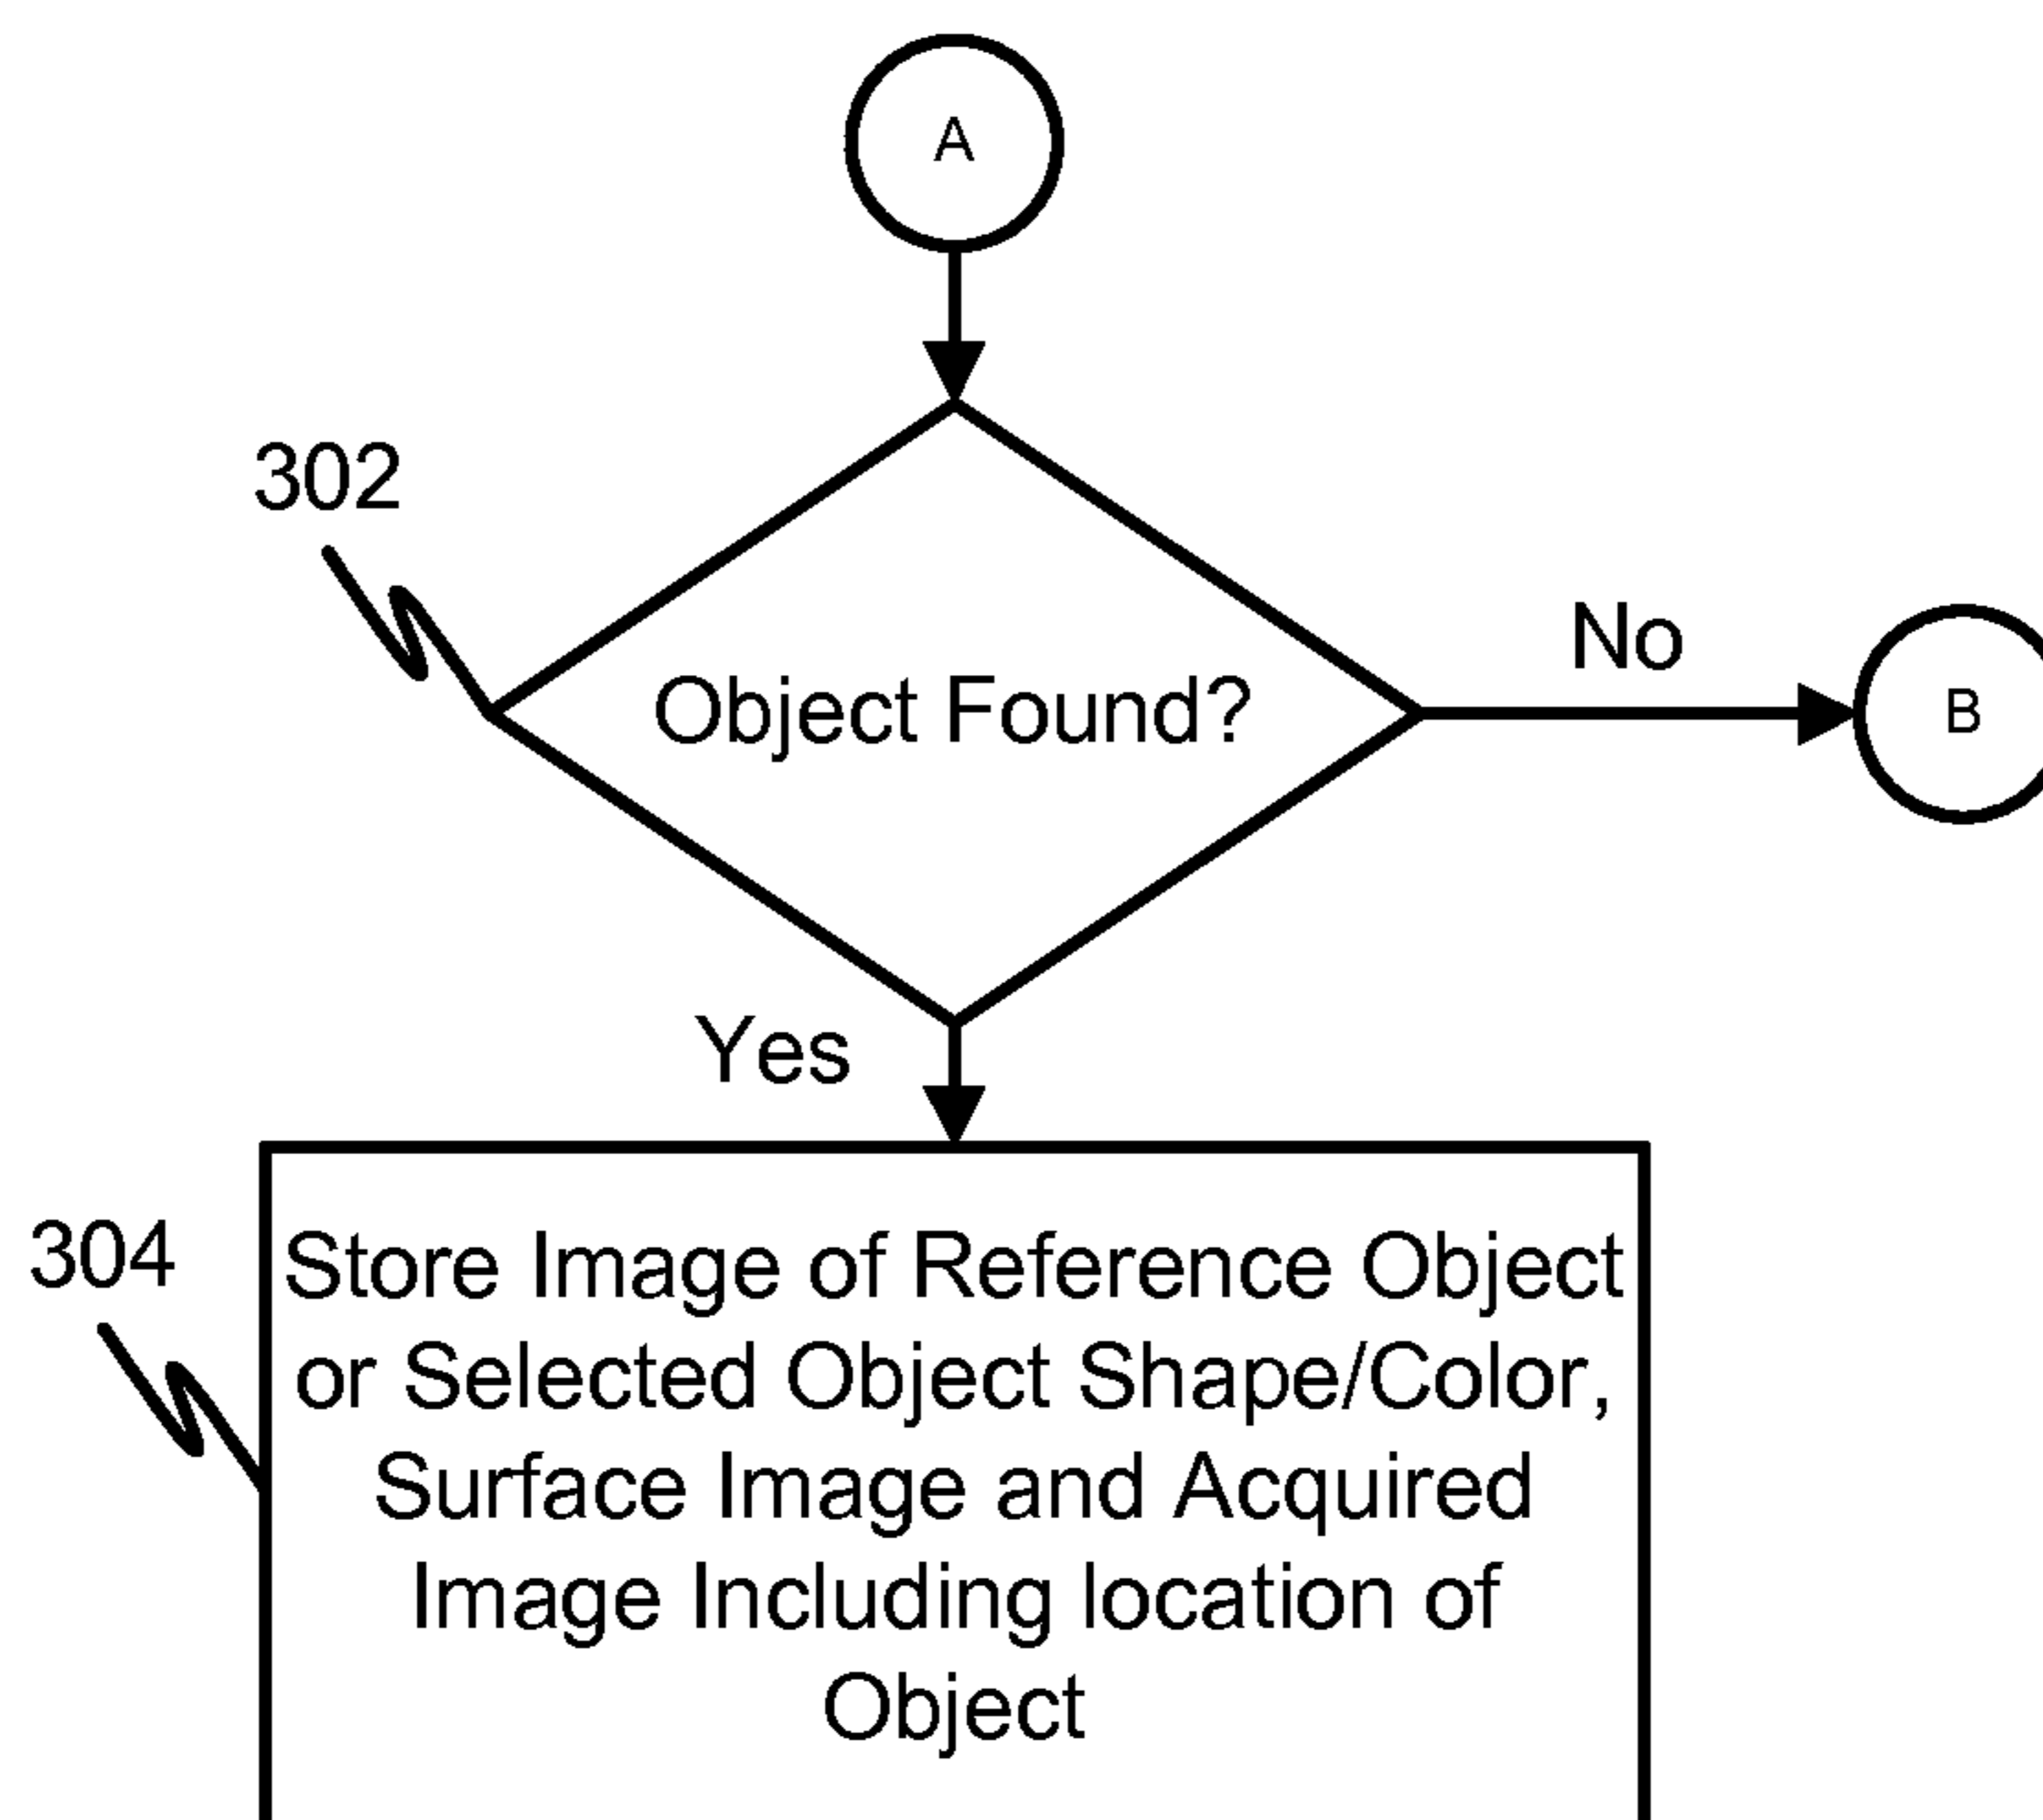 A
302
Object Found?
No
B
Yes
304
Store Image of Reference Object
or Selected Object Shape/Color,
Surface Image and Acquired
Image Including location of
Object